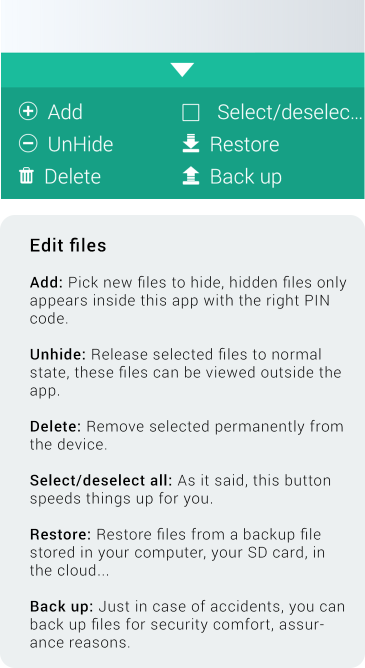 Add
Select/deselec...
UnHide
Restore
Delete
Back up
Edit files
Add: Pick new files to hide, hidden files only
appears inside this app with the right PIN
code.
Unhide: Release selected files to normal
state, these files can be viewed outside the
app.
Delete: Remove selected permanently from
the device.
Select/deselect all: As it said, this button
speeds things up for you.
Restore: Restore files from a backup file
stored in your computer, your SD card, in
the cloud...
Back up: Just in case of accidents, you can
back up files for security comfort, assur-
ance reasons.